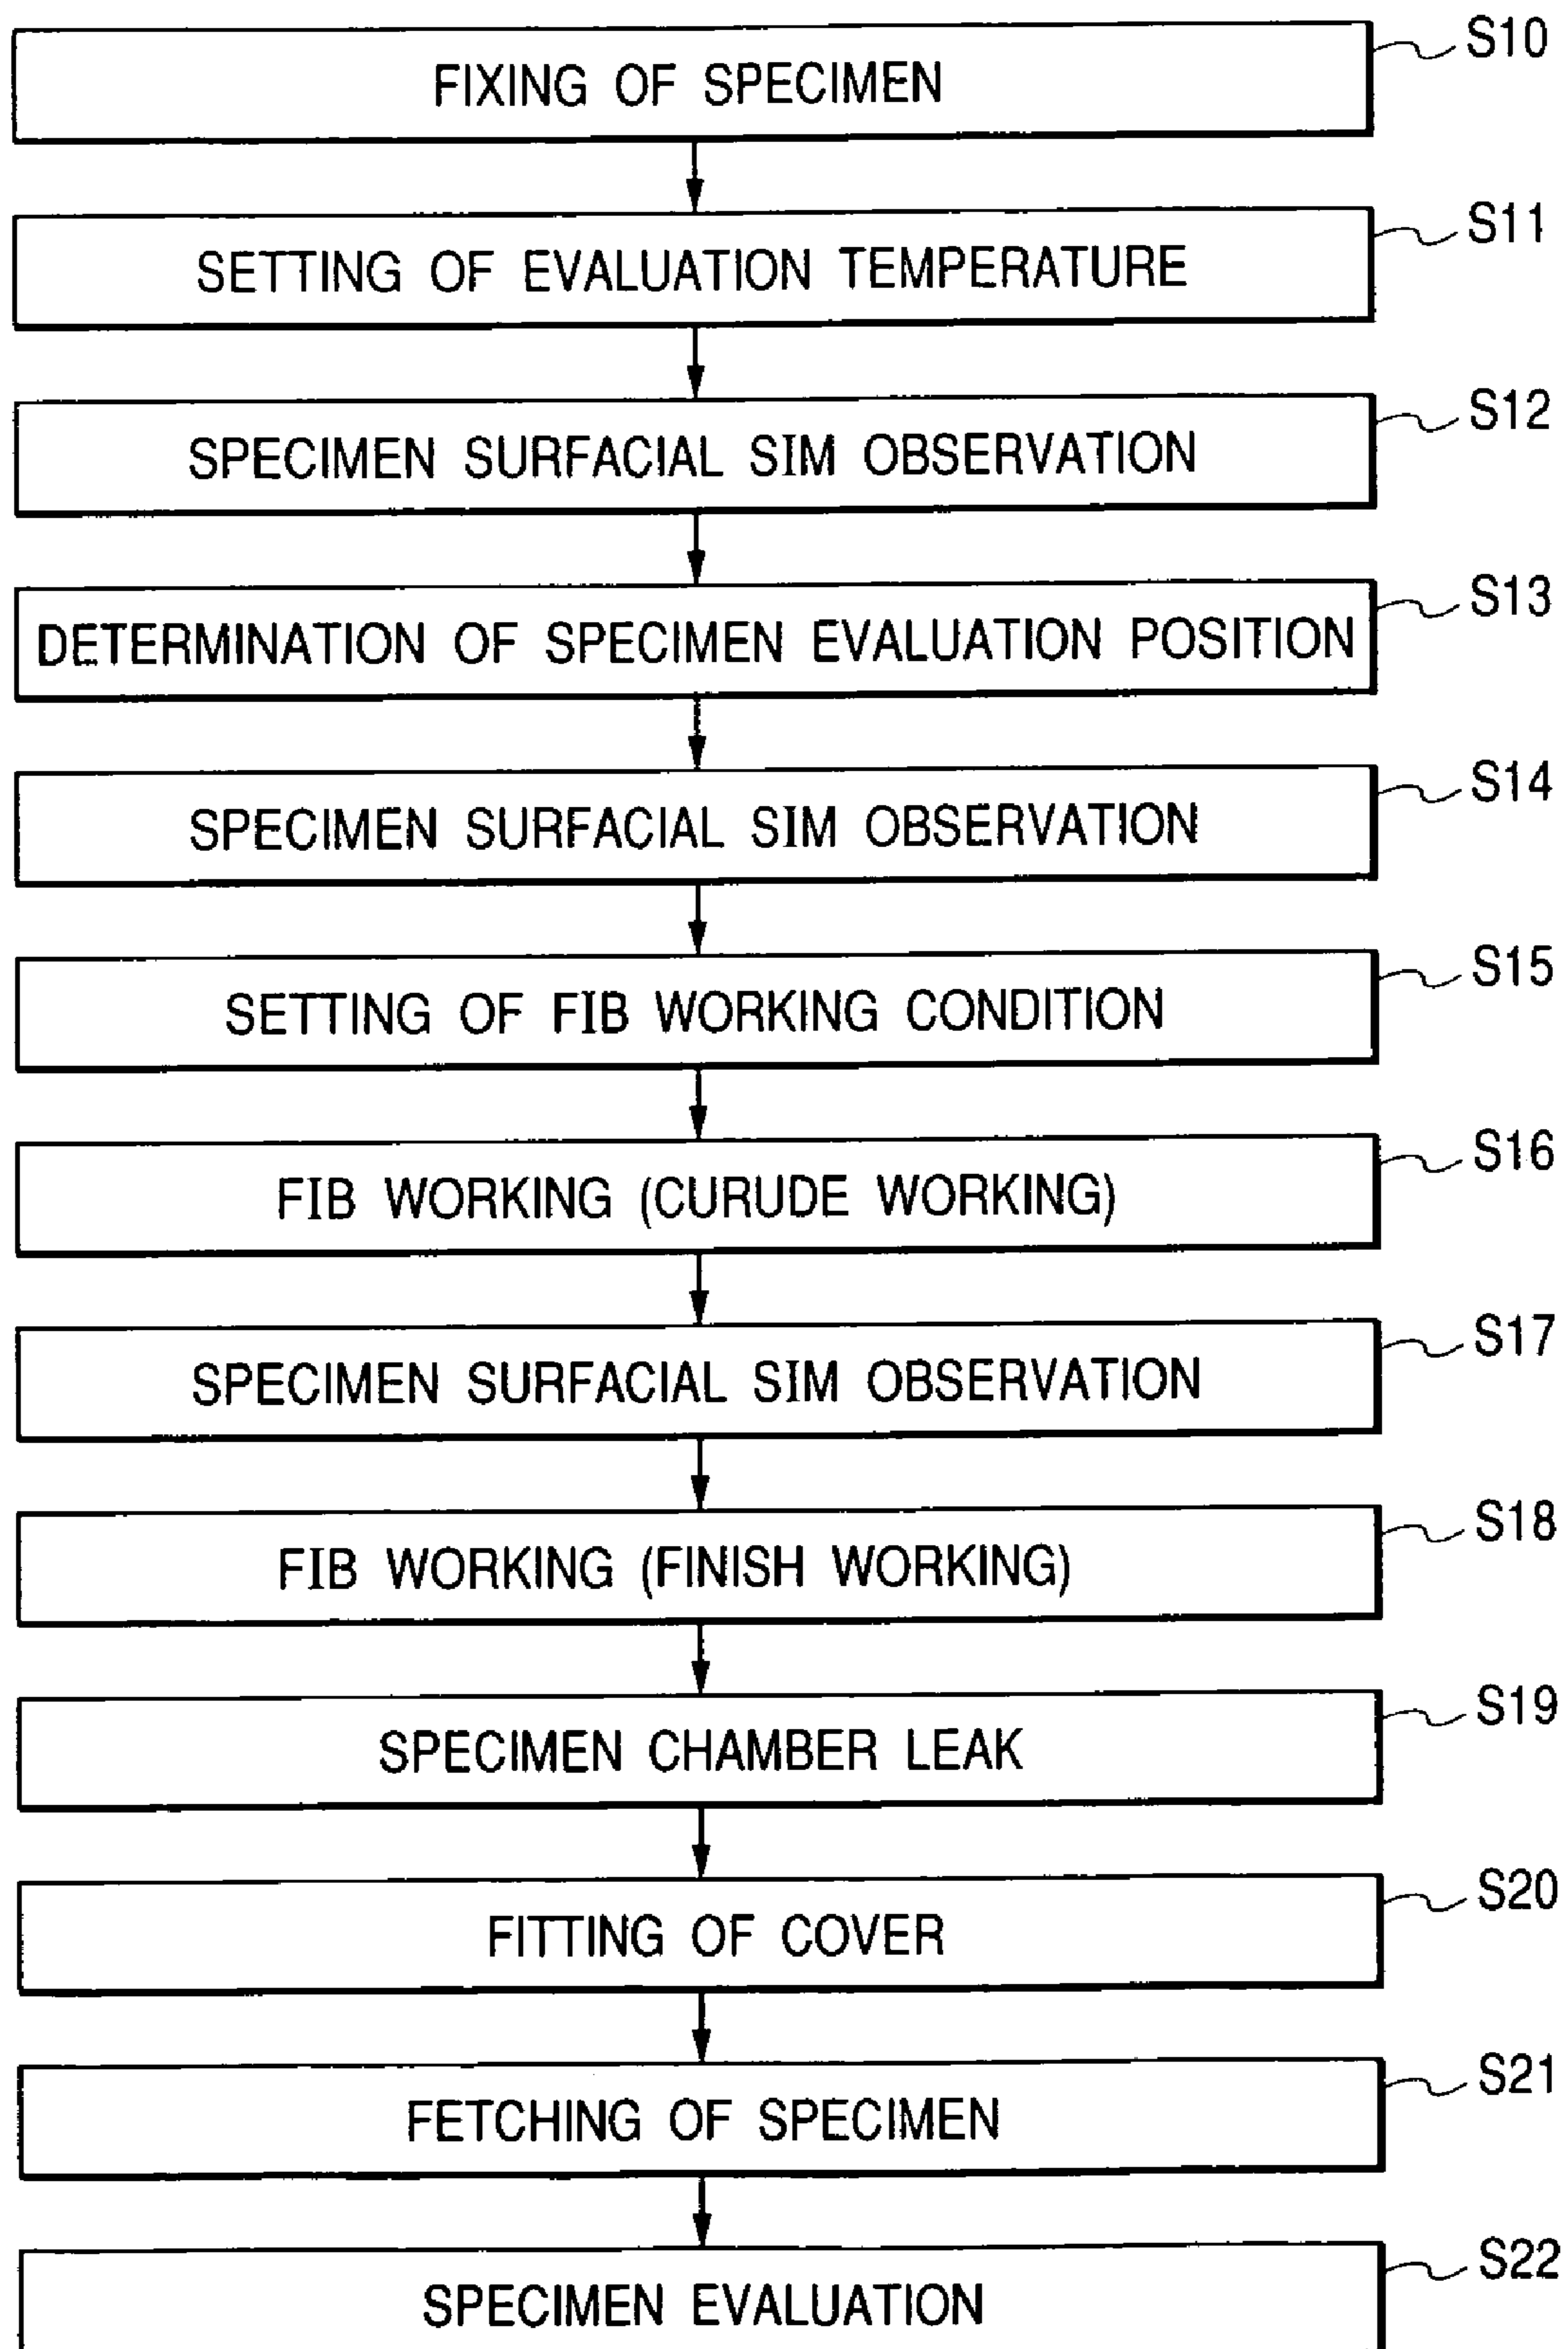 S10
FIXING OF SPECIMEN
S11
SETTING OF EVALUATION TEMPERATURE
S12
SPECIMEN SURFACIAL SIM OBSERVATION
S13
DETERMINATION OF SPECIMEN EVALUATION POSITION
S14
SPECIMEN SURFACIAL SIM OBSERVATION
S15
SETTING OF FIB WORKING CONDITION
S16
FIB WORKING (CURUDE WORKING)
S17
SPECIMEN SURFACIAL SIM OBSERVATION
S18
FIB WORKING (FINISH WORKING)
S19
SPECIMEN CHAMBER LEAK
S20
FITTING OF COVER
S21
FETCHING OF SPECIMEN
S22
SPECIMEN EVALUATION